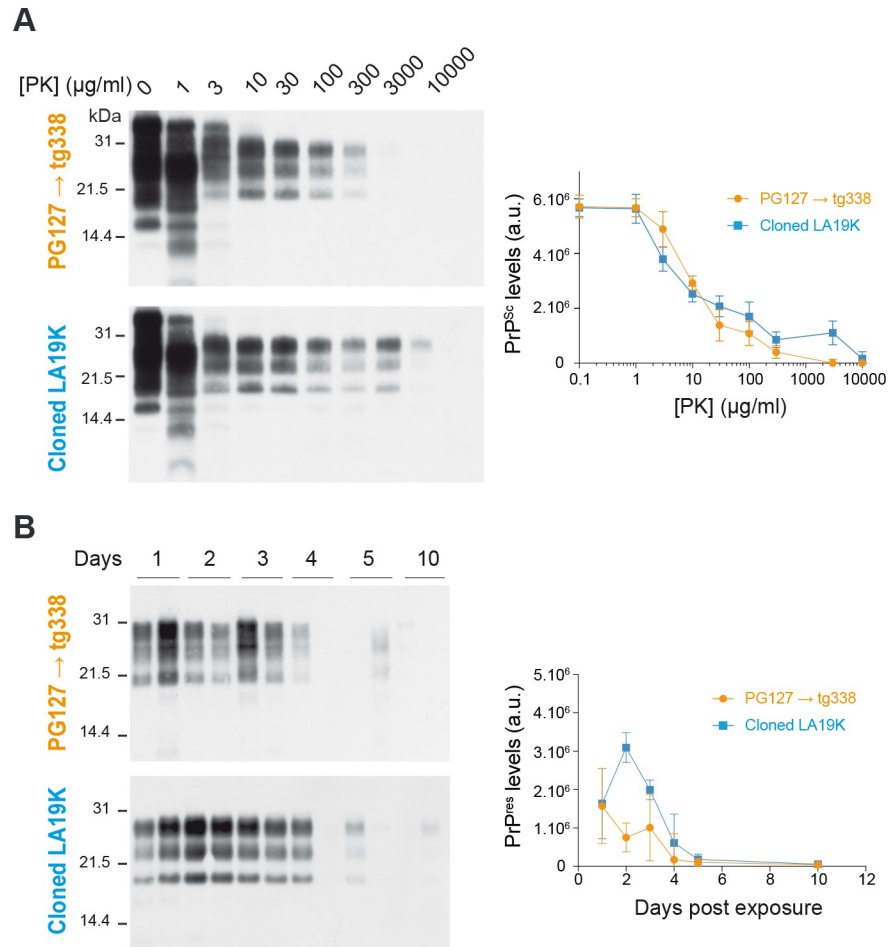 A
[PK] (µg/ml) 0 1 3 10 30 100 300 3000 10000
kDa
PG127 → tg338
31
21.5
14.4
Cloned LA19K
31
21.5
14.4
PrPSc levels (a.u.)
6.10⁶
4.10⁶
2.10⁶
0
PG127 → tg338
Cloned LA19K
0.1 1 10 100 1000 10000
[PK] (µg/ml)
B
Days 1 2 3 4 5 10
PG127 → tg338
31
21.5
14.4
Cloned LA19K
31
21.5
14.4
PrPres levels (a.u.)
5.10⁶
4.10⁶
3.10⁶
2.10⁶
1.10⁶
0
PG127 → tg338
Cloned LA19K
0 2 4 6 8 10 12
Days post exposure